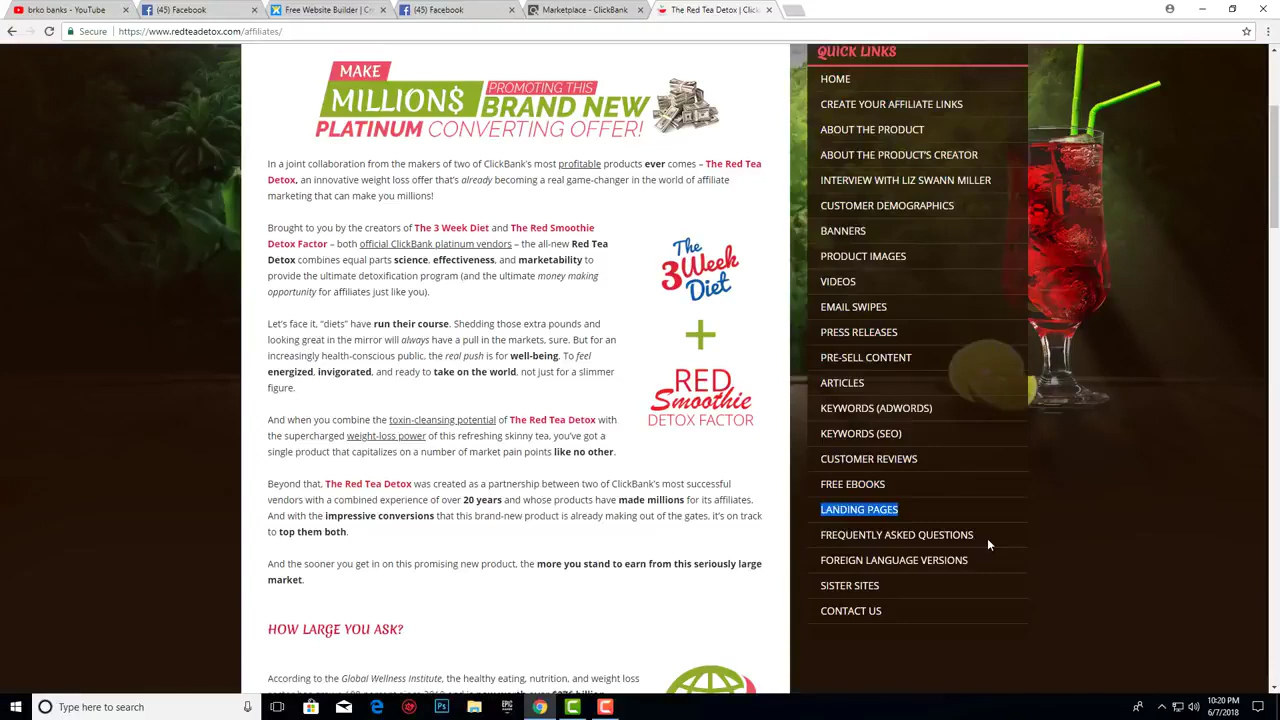 brko banks - YouTube
(45) Facebook
Free Website Builder | Cre
(45) Facebook
Marketplace - ClickBank
The Red Tea Detox | Click
Secure
https://www.redteadetox.com/affiliates/
MAKE
MILLION$ PROMOTING THIS
BRAND NEW
PLATINUM CONVERTING OFFER!
In a joint collaboration from the makers of two of ClickBank's most profitable products ever comes – The Red Tea
Detox, an innovative weight loss offer that's already becoming a real game-changer in the world of affiliate
marketing that can make you millions!
Brought to you by the creators of The 3 Week Diet and The Red Smoothie
Detox Factor – both official ClickBank platinum vendors – the all-new Red Tea
Detox combines equal parts science, effectiveness, and marketability to
provide the ultimate detoxification program (and the ultimate money making
opportunity for affiliates just like you).
The
3 Week
Diet
Let's face it, "diets" have run their course. Shedding those extra pounds and
looking great in the mirror will always have a pull in the markets, sure. But for an
increasingly health-conscious public, the real push is for well-being. To feel
energized, invigorated, and ready to take on the world, not just for a slimmer
figure.
+
RED
Smoothie
DETOX FACTOR
And when you combine the toxin-cleansing potential of The Red Tea Detox with
the supercharged weight-loss power of this refreshing skinny tea, you've got a
single product that capitalizes on a number of market pain points like no other.
Beyond that, The Red Tea Detox was created as a partnership between two of ClickBank's most successful
vendors with a combined experience of over 20 years and whose products have made millions for its affiliates.
And with the impressive conversions that this brand-new product is already making out of the gates, it's on track
to top them both.
And the sooner you get in on this promising new product, the more you stand to earn from this seriously large
market.
HOW LARGE YOU ASK?
According to the Global Wellness Institute, the healthy eating, nutrition, and weight loss
QUICK LINKS
HOME
CREATE YOUR AFFILIATE LINKS
ABOUT THE PRODUCT
ABOUT THE PRODUCT'S CREATOR
INTERVIEW WITH LIZ SWANN MILLER
CUSTOMER DEMOGRAPHICS
BANNERS
PRODUCT IMAGES
VIDEOS
EMAIL SWIPES
PRESS RELEASES
PRE-SELL CONTENT
ARTICLES
KEYWORDS (ADWORDS)
KEYWORDS (SEO)
CUSTOMER REVIEWS
FREE EBOOKS
LANDING PAGES
FREQUENTLY ASKED QUESTIONS
FOREIGN LANGUAGE VERSIONS
SISTER SITES
CONTACT US
Type here to search
EPIC
10:20 PM
6/7/2018